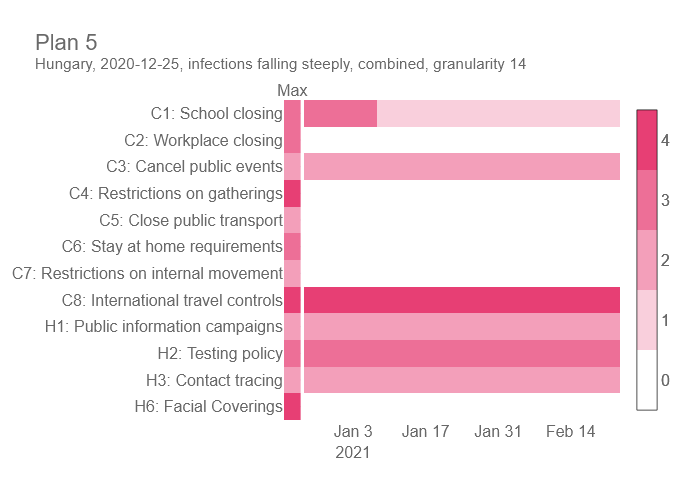 Plan 5
Hungary, 2020-12-25, infections falling steeply, combined, granularity 14
Max
C1: School closing
C2: Workplace closing
C3: Cancel public events
C4: Restrictions on gatherings
C5: Close public transport
C6: Stay at home requirements
C7: Restrictions on internal movement
C8: International travel controls
H1: Public information campaigns
H2: Testing policy
H3: Contact tracing
H6: Facial Coverings
Jan 3 Jan 17 Jan 31 Feb 14
2021
4
3
2
1
0